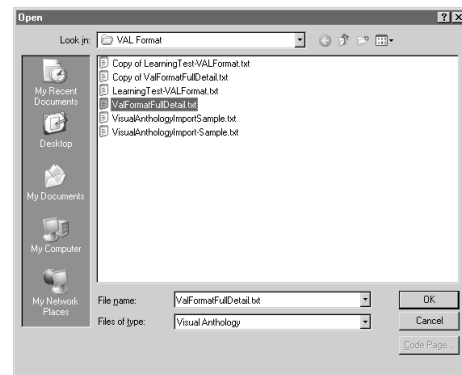 Open
Look in: VAL Format
Copy of LearningTest-VALFormat.txt
Copy of ValFormatFullDetail.txt
LearningTest-VALFormat.txt
ValFormatFullDetail.txt
VisualAnthologyImportSample.txt
VisualAnthologyImport-Sample.txt
My Recent
Documents
Desktop
My Documents
My Computer
My Network
Places
File name: ValFormatFullDetail.txt OK
Files of type: Visual Anthology Cancel
Code Page...